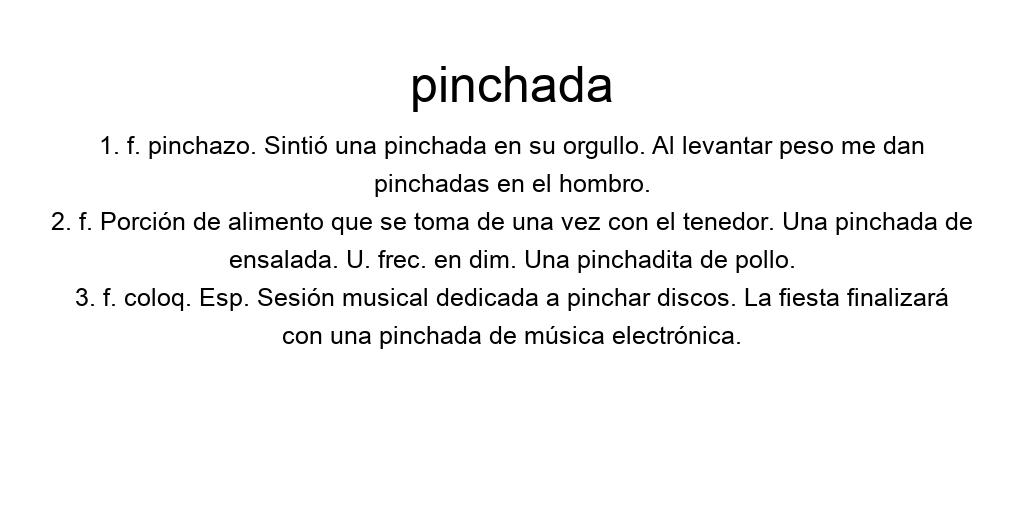 pinchada
1. f. pinchazo. Sintió una pinchada en su orgullo. Al levantar peso me dan
pinchadas en el hombro.
2. f. Porción de alimento que se toma de una vez con el tenedor. Una pinchada de
ensalada. U. frec. en dim. Una pinchadita de pollo.
3. f. coloq. Esp. Sesión musical dedicada a pinchar discos. La fiesta finalizará
con una pinchada de música electrónica.